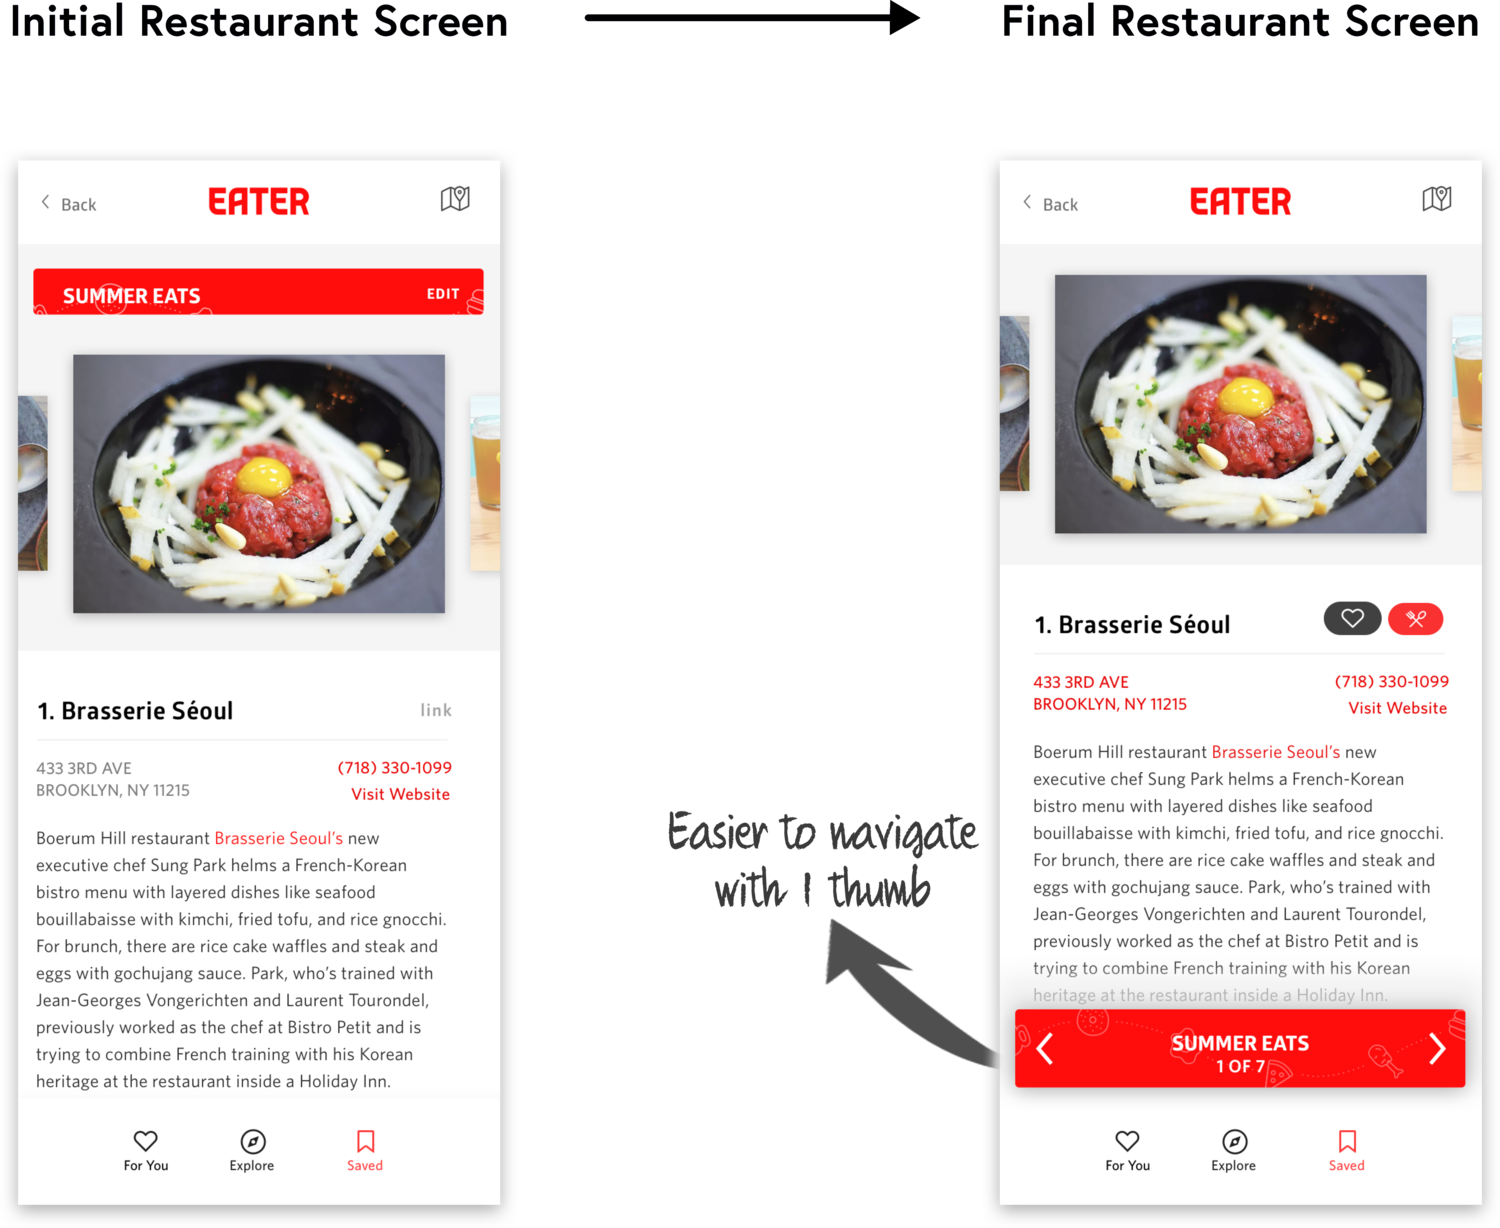 Initial Restaurant Screen
Final Restaurant Screen
Back
EATER
SUMMER EATS
EDIT
1. Brasserie Séoul
link
433 3RD AVE
BROOKLYN, NY 11215
(718) 330-1099
Visit Website
Boerum Hill restaurant Brasserie Seoul's new
executive chef Sung Park helms a French-Korean
bistro menu with layered dishes like seafood
bouillabaisse with kimchi, fried tofu, and rice gnocchi.
For brunch, there are rice cake waffles and steak and
eggs with gochujang sauce. Park, who's trained with
Jean-Georges Vongerichten and Laurent Tourondel,
previously worked as the chef at Bistro Petit and is
trying to combine French training with his Korean
heritage at the restaurant inside a Holiday Inn.
For You
Explore
Saved
Easier to navigate
with 1 thumb
Back
EATER
1. Brasserie Séoul
433 3RD AVE
BROOKLYN, NY 11215
(718) 330-1099
Visit Website
Boerum Hill restaurant Brasserie Seoul's new
executive chef Sung Park helms a French-Korean
bistro menu with layered dishes like seafood
bouillabaisse with kimchi, fried tofu, and rice gnocchi.
For brunch, there are rice cake waffles and steak and
eggs with gochujang sauce. Park, who's trained with
Jean-Georges Vongerichten and Laurent Tourondel,
previously worked as the chef at Bistro Petit and is
trying to combine French training with his Korean
heritage at the restaurant inside a Holiday Inn.
SUMMER EATS
1 OF 7
For You
Explore
Saved